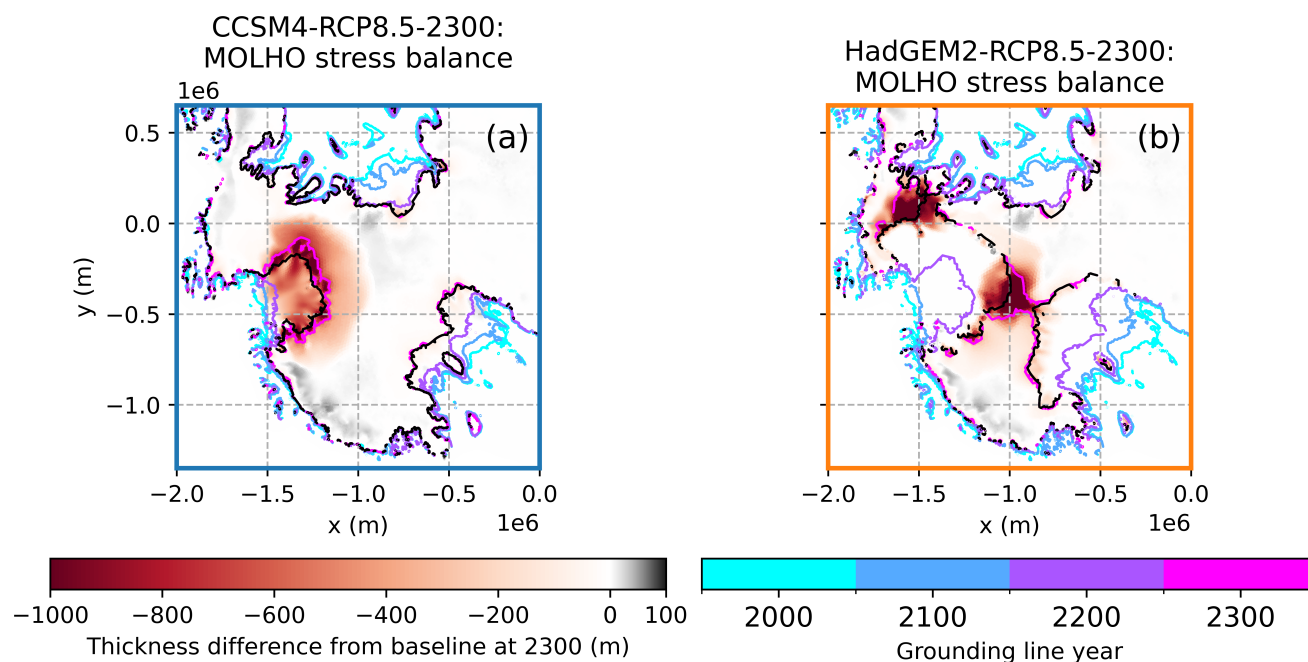 CCSM4-RCP8.5-2300:
MOLHO stress balance
HadGEM2-RCP8.5-2300:
MOLHO stress balance
1e6
(a)
(b)
0.5
0.0
−0.5
−1.0
y (m)
−2.0 −1.5 −1.0 −0.5 0.0
x (m)
1e6
−2.0 −1.5 −1.0 −0.5 0.0
x (m)
1e6
−1000 −800 −600 −400 −200 0 100
Thickness difference from baseline at 2300 (m)
2000 2100 2200 2300
Grounding line year